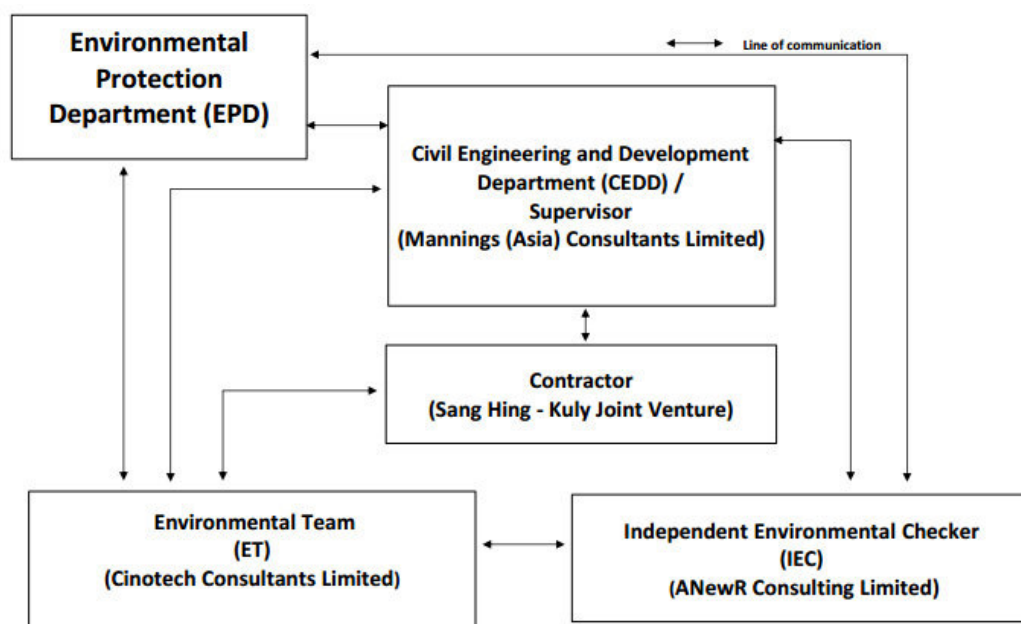 Environmental
Protection
Department (EPD)
Line of communication
Civil Engineering and Development
Department (CEDD) /
Supervisor
(Mannings (Asia) Consultants Limited)
Contractor
(Sang Hing - Kuly Joint Venture)
Environmental Team
(ET)
(Cinotech Consultants Limited)
Independent Environmental Checker
(IEC)
(ANewR Consulting Limited)